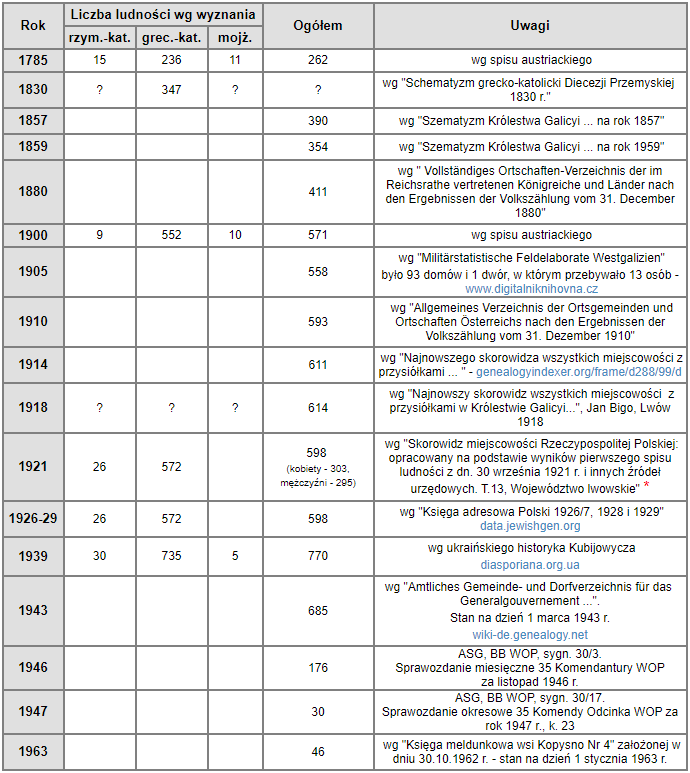 Rok
Liczba ludności wg wyznania
Ogółem
Uwagi
rzym.-kat. grec.-kat. mojż.
1785 15 236 11 262 wg spisu austriackiego
1830 ? 347 ? ? wg "Schematyzm grecko-katolicki Diecezji Przemyskiej
1830 r."
1857 390 wg "Szematyzm Królestwa Galicyi ... na rok 1857"
1859 354 wg "Szematyzm Królestwa Galicyi ... na rok 1959"
1880 411 wg " Vollständiges Ortschaften-Verzeichnis der im
Reichsrathe vertretenen Königreiche und Länder nach
den Ergebnissen der Volkszählung vom 31. December
1880"
1900 9 552 10 571 wg spisu austriackiego
1905 558 wg "Militärstatistische Feldelaborate Westgalizien"
było 93 domów i 1 dwór, w którym przebywało 13 osób -
www.digitalniknihovna.cz
1910 593 wg "Allgemeines Verzeichnis der Ortsgemeinden und
Ortschaften Österreichs nach den Ergebnissen der
Volkszählung vom 31. Dezember 1910"
1914 611 wg "Najnowszego skorowidza wszystkich miejscowości z
przysiółkami ... " - genealogyindexer.org/frame/d288/99/d
1918 ? ? ? 614 wg "Najnowszy skorowidz wszystkich miejscowości z
przysiółkami w Królestwie Galicyi...", Jan Bigo, Lwów
1918
1921 26 572 598
(kobiety - 303,
mężczyźni - 295)
wg "Skorowidz miejscowości Rzeczypospolitej Polskiej:
opracowany na podstawie wyników pierwszego spisu
ludności z dn. 30 września 1921 r. i innych źródeł
urzędowych. T.13, Województwo lwowskie" *
1926-29 26 572 598 wg "Księga adresowa Polski 1926/7, 1928 i 1929"
data.jewishgen.org
1939 30 735 5 770 wg ukraińskiego historyka Kubijowycza
diasporiana.org.ua
1943 685 wg "Amtliches Gemeinde- und Dorfverzeichnis für das
Generalgouvernement ...".
Stan na dzień 1 marca 1943 r.
wiki-de.genealogy.net
1946 176 ASG, BB WOP, sygn. 30/3.
Sprawozdanie miesięczne 35 Komendantury WOP
za listopad 1946 r.
1947 30 ASG, BB WOP, sygn. 30/17.
Sprawozdanie okresowe 35 Komendy Odcinka WOP za
rok 1947 r., k. 23
1963 46 wg "Księga meldunkowa wsi Kopysno Nr 4" założonej w
dniu 30.10.1962 r. - stan na dzień 1 stycznia 1963 r.